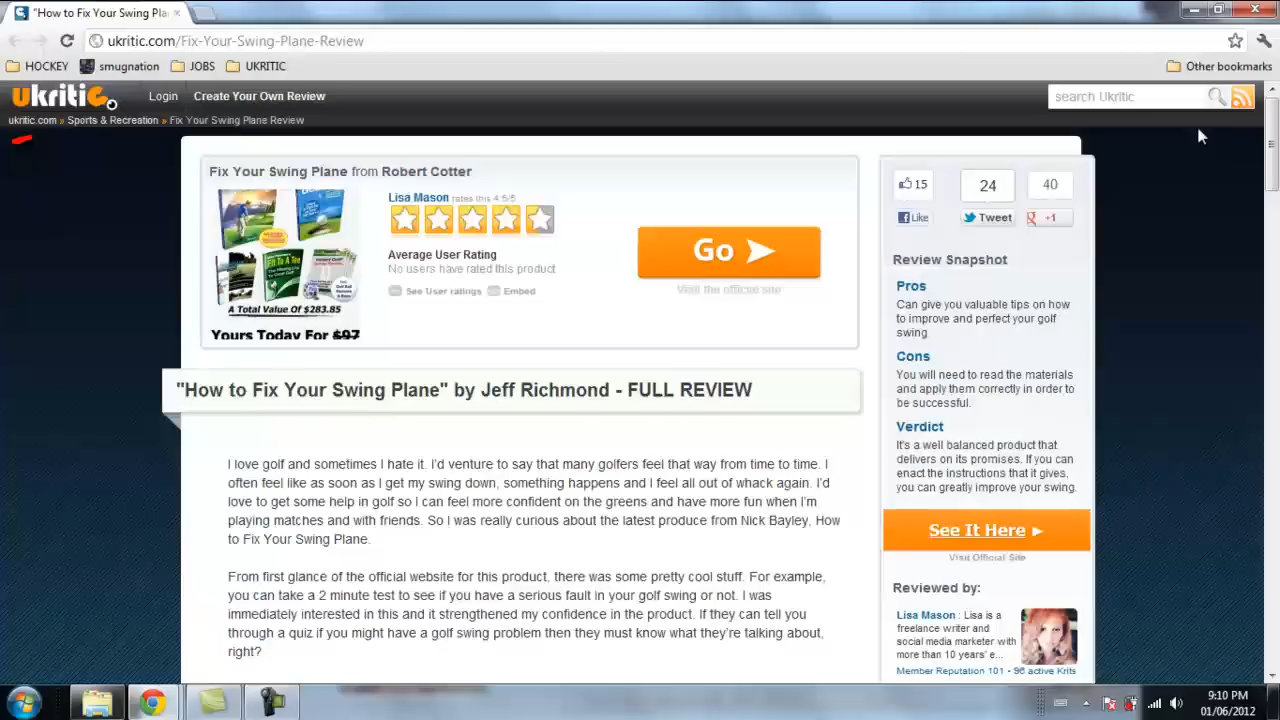 "How to Fix Your Swing Pla
ukritic.com/Fix-Your-Swing-Plane-Review
HOCKEY smugnation JOBS UKRITIC Other bookmarks
ukritic Login Create Your Own Review search Ukritic
ukritic.com » Sports & Recreation » Fix Your Swing Plane Review
Fix Your Swing Plane from Robert Cotter
Lisa Mason rates this 4.5/5
Average User Rating
No users have rated this product
See User ratings Embed
A Total Value Of $283.85
Yours Today For $97
Go
Visit the official site
15 24 40
Like Tweet +1
"How to Fix Your Swing Plane" by Jeff Richmond - FULL REVIEW
I love golf and sometimes I hate it. I'd venture to say that many golfers feel that way from time to time. I
often feel like as soon as I get my swing down, something happens and I feel all out of whack again. I'd
love to get some help in golf so I can feel more confident on the greens and have more fun when I'm
playing matches and with friends. So I was really curious about the latest produce from Nick Bayley, How
to Fix Your Swing Plane.
From first glance of the official website for this product, there was some pretty cool stuff. For example,
you can take a 2 minute test to see if you have a serious fault in your golf swing or not. I was
immediately interested in this and it strengthened my confidence in the product. If they can tell you
through a quiz if you might have a golf swing problem then they must know what they're talking about,
right?
Review Snapshot
Pros
Can give you valuable tips on how
to improve and perfect your golf
swing.
Cons
You will need to read the materials
and apply them correctly in order to
be successful.
Verdict
It's a well balanced product that
delivers on its promises. If you can
enact the instructions that it gives,
you can greatly improve your swing.
See It Here
Visit Official Site
Reviewed by:
Lisa Mason : Lisa is a
freelance writer and
social media marketer with
more than 10 years' e...
Member Reputation 101 • 96 active Krits
9:10 PM
01/06/2012